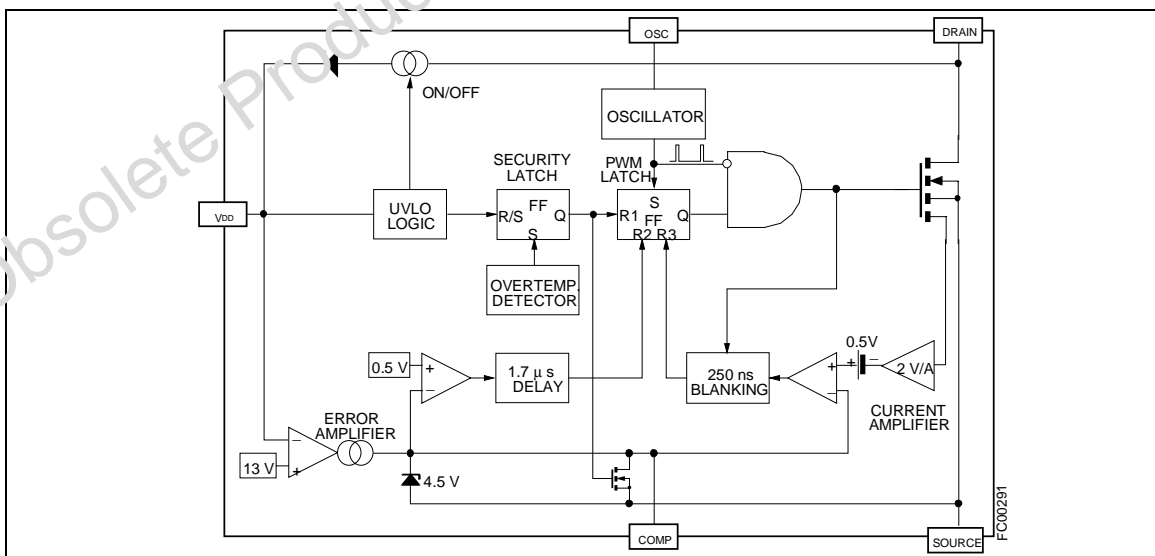 Obsolete Produc
OSC
DRAIN
ON/OFF
OSCILLATOR
SECURITY
LATCH
PWM
LATCH
VDD
UVLO
LOGIC
R/S FF Q
S
S
R1 FF Q
R2 R3
OVERTEMP.
DETECTOR
0.5 V
+
−
1.7 μ s
DELAY
250 ns
BLANKING
+
−
0.5V
+ −
2 V/A
CURRENT
AMPLIFIER
ERROR
AMPLIFIER
−
+
13 V
4.5 V
COMP
SOURCE
FC00291